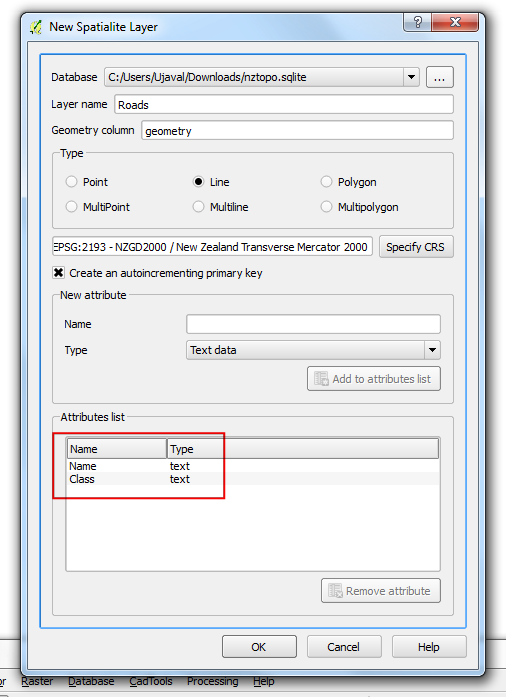 New Spatialite Layer
?
X
Database C:/Users/Ujaval/Downloads/nztopo.sqlite ...
Layer name Roads
Geometry column geometry
Type
Point Line Polygon
MultiPoint Multiline Multipolygon
EPSG:2193 - NZGD2000 / New Zealand Transverse Mercator 2000 Specify CRS
Create an autoincrementing primary key
New attribute
Name
Type Text data
Add to attributes list
Attributes list
Name Type
Name text
Class text
Remove attribute
OK Cancel Help
or Raster Database CadTools Processing Help